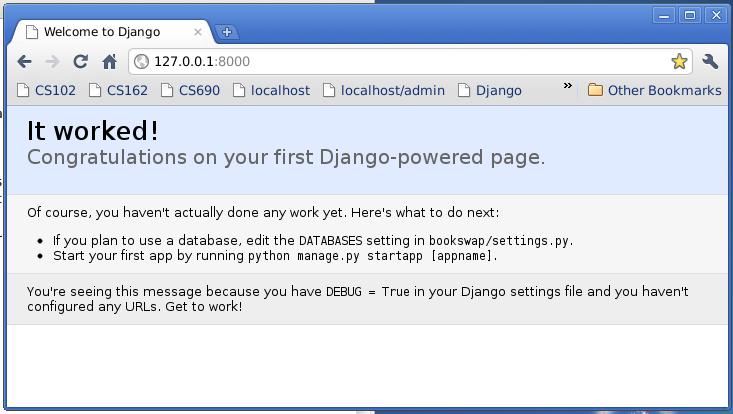 Welcome to Django
127.0.0.1:8000
CS102 CS162 CS690 localhost localhost/admin Django » Other Bookmarks
It worked!
Congratulations on your first Django-powered page.
Of course, you haven't actually done any work yet. Here's what to do next:
• If you plan to use a database, edit the DATABASES setting in bookswap/settings.py.
• Start your first app by running python manage.py startapp [appname].
You're seeing this message because you have DEBUG = True in your Django settings file and you haven't
configured any URLs. Get to work!